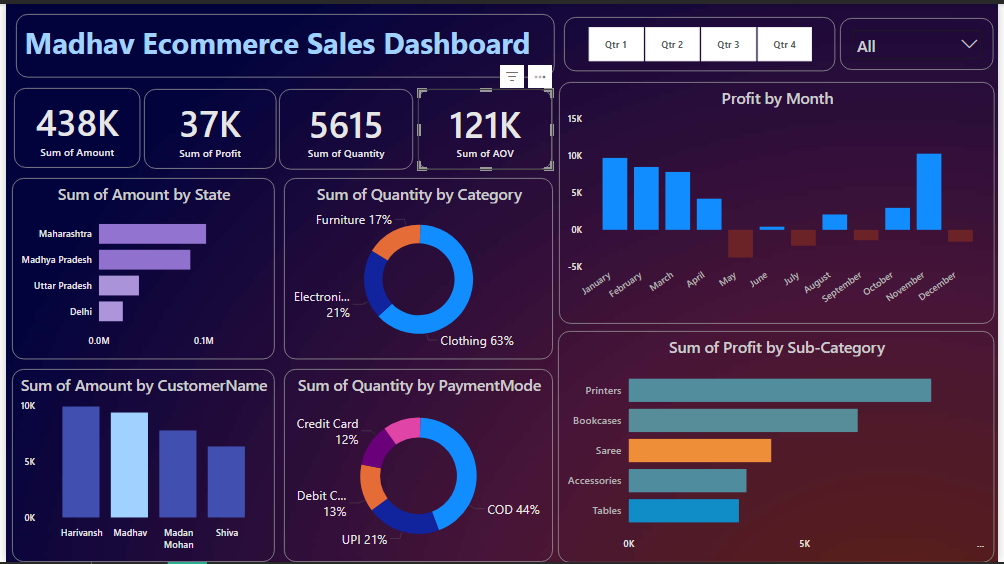 Madhav Ecommerce Sales Dashboard
Qtr 1
Qtr 2
Qtr 3
Qtr 4
All
438K
Sum of Amount
37K
Sum of Profit
5615
Sum of Quantity
121K
Sum of AOV
Profit by Month
15K
10K
5K
0K
-5K
January
February
March
April
May
June
July
August
September
October
November
December
Sum of Amount by State
Maharashtra
Madhya Pradesh
Uttar Pradesh
Delhi
0.0M
0.1M
Sum of Quantity by Category
Furniture 17%
Electroni...
21%
Clothing 63%
Sum of Profit by Sub-Category
Printers
Bookcases
Saree
Accessories
Tables
0K
5K
...
Sum of Amount by CustomerName
10K
5K
0K
Harivansh
Madhav
Madan
Mohan
Shiva
Sum of Quantity by PaymentMode
Credit Card
12%
Debit C...
13%
UPI 21%
COD 44%